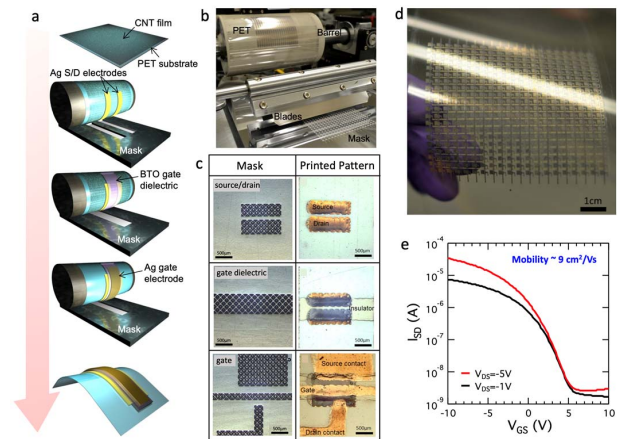 a
CNT film
PET substrate
Ag S/D electrodes
Mask
BTO gate
dielectric
Mask
Ag gate
electrode
Mask
b
PET
Barrel
Blades
Mask
c
Mask
Printed Pattern
source/drain
500μm
Source
Drain
500μm
gate dielectric
500μm
Insulator
500μm
gate
500μm
Source contact
Gate
Drain contact
500μm
d
1cm
e
Mobility ~ 9 cm²/Vs
10⁻⁴
10⁻⁵
10⁻⁶
10⁻⁷
10⁻⁸
10⁻⁹
I_SD (A)
V_DS=-5V
V_DS=-1V
-10 -5 0 5 10
V_GS (V)